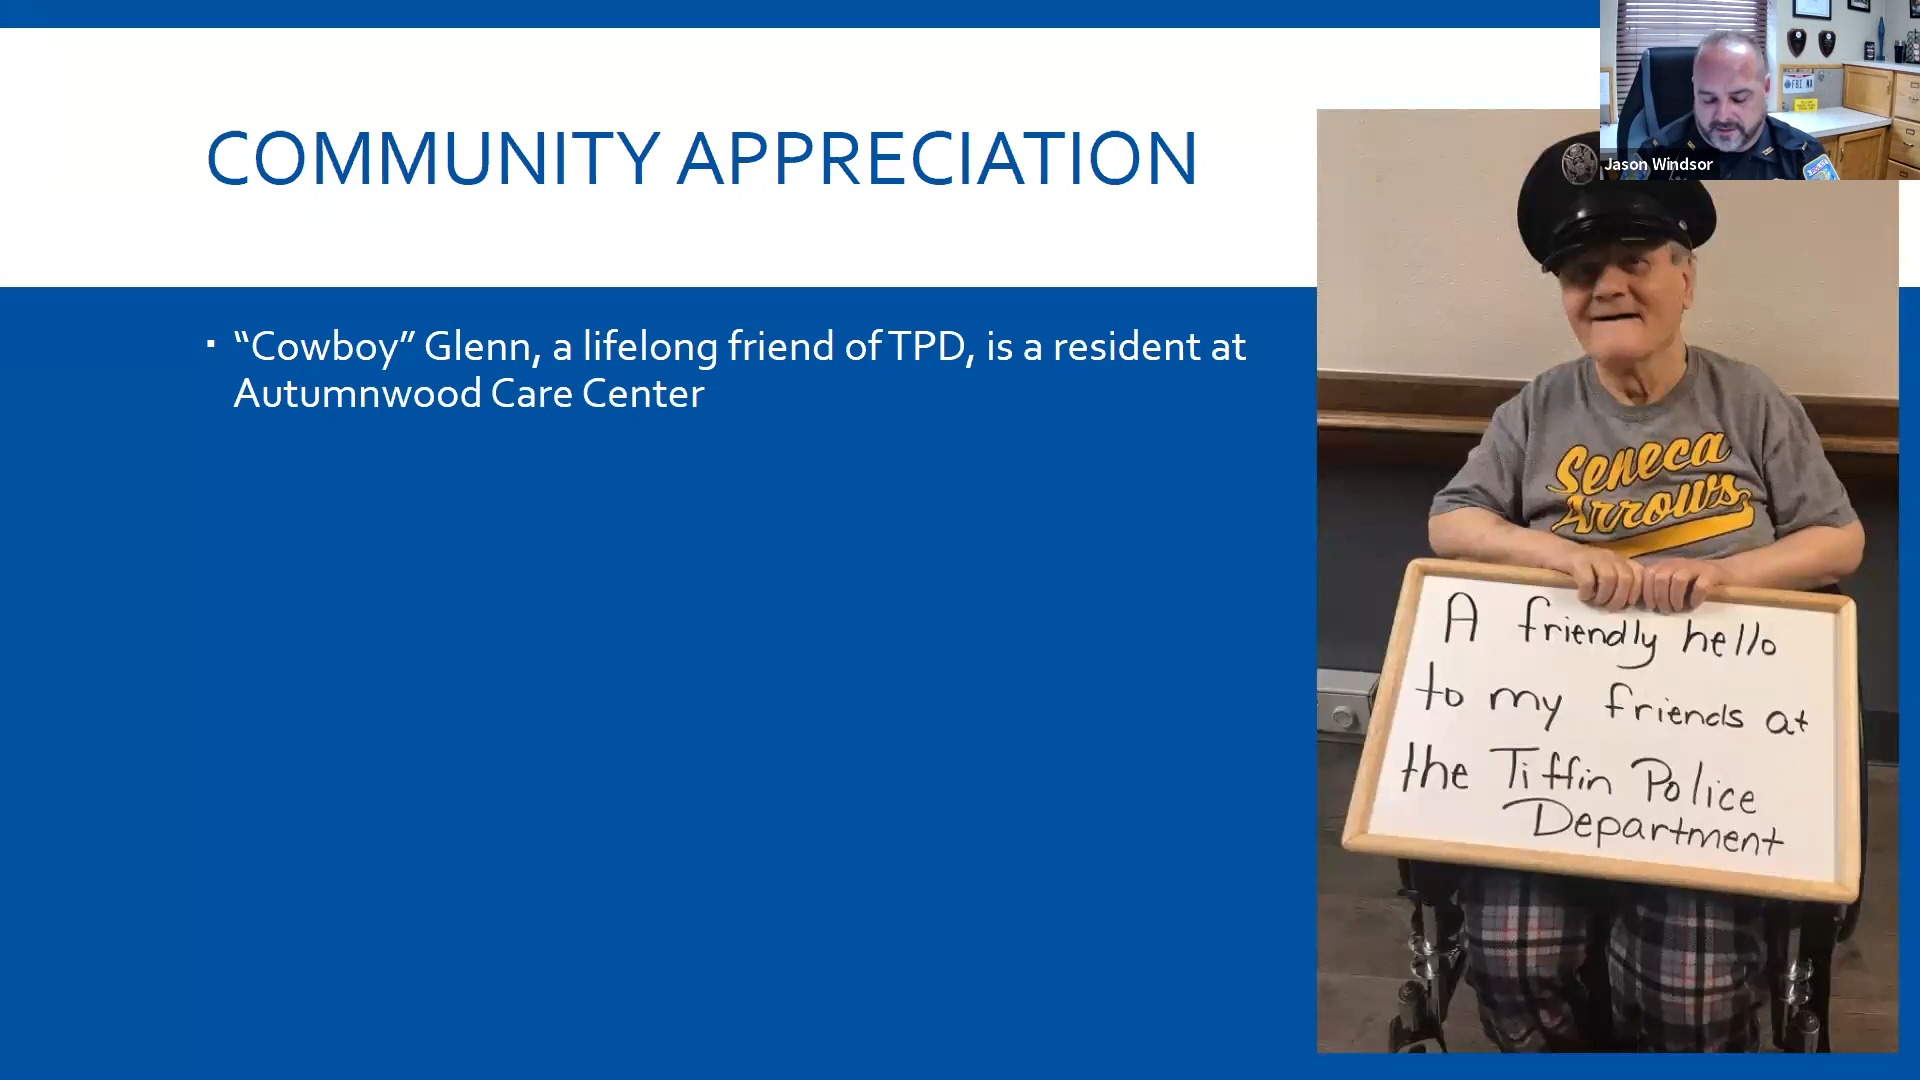 COMMUNITY APPRECIATION
▪ “Cowboy” Glenn, a lifelong friend of TPD, is a resident at
Autumnwood Care Center
Jason Windsor
Seneca
Arrows
A friendly hello
to my friends at
the Tiffin Police
Department